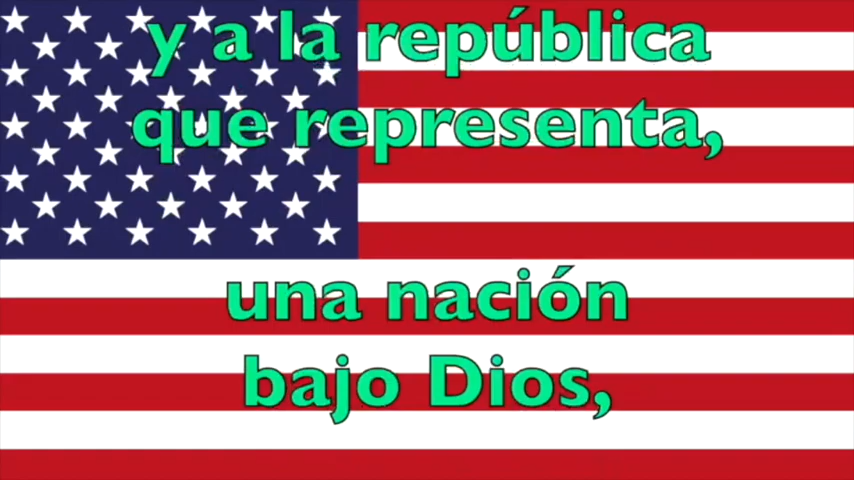 y a la república
que representa,
una nación
bajo Dios,